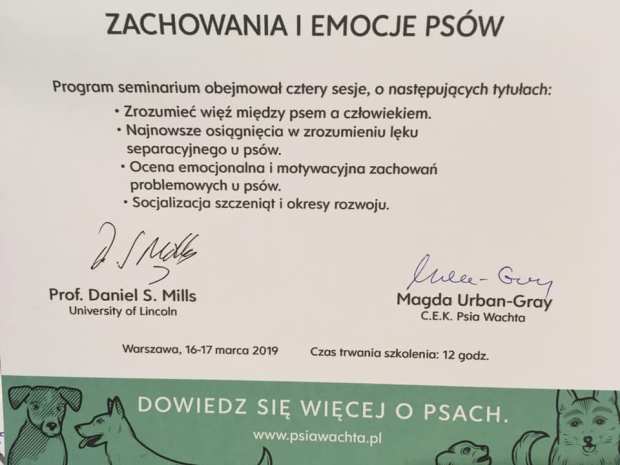 ZACHOWANIA I EMOCJE PSÓW
Program seminarium obejmował cztery sesje, o następujących tytułach:
• Zrozumieć więź między psem a człowiekiem.
• Najnowsze osiągnięcia w zrozumieniu lęku
separacyjnego u psów.
• Ocena emocjonalna i motywacyjna zachowań
problemowych u psów.
• Socjalizacja szczeniąt i okresy rozwoju.
D S Mills
Urban-Gray
Prof. Daniel S. Mills
University of Lincoln
Magda Urban-Gray
C.E.K. Psia Wachta
Warszawa, 16-17 marca 2019 Czas trwania szkolenia: 12 godz.
DOWIEDZ SIĘ WIĘCEJ O PSACH.
www.psiawachta.pl